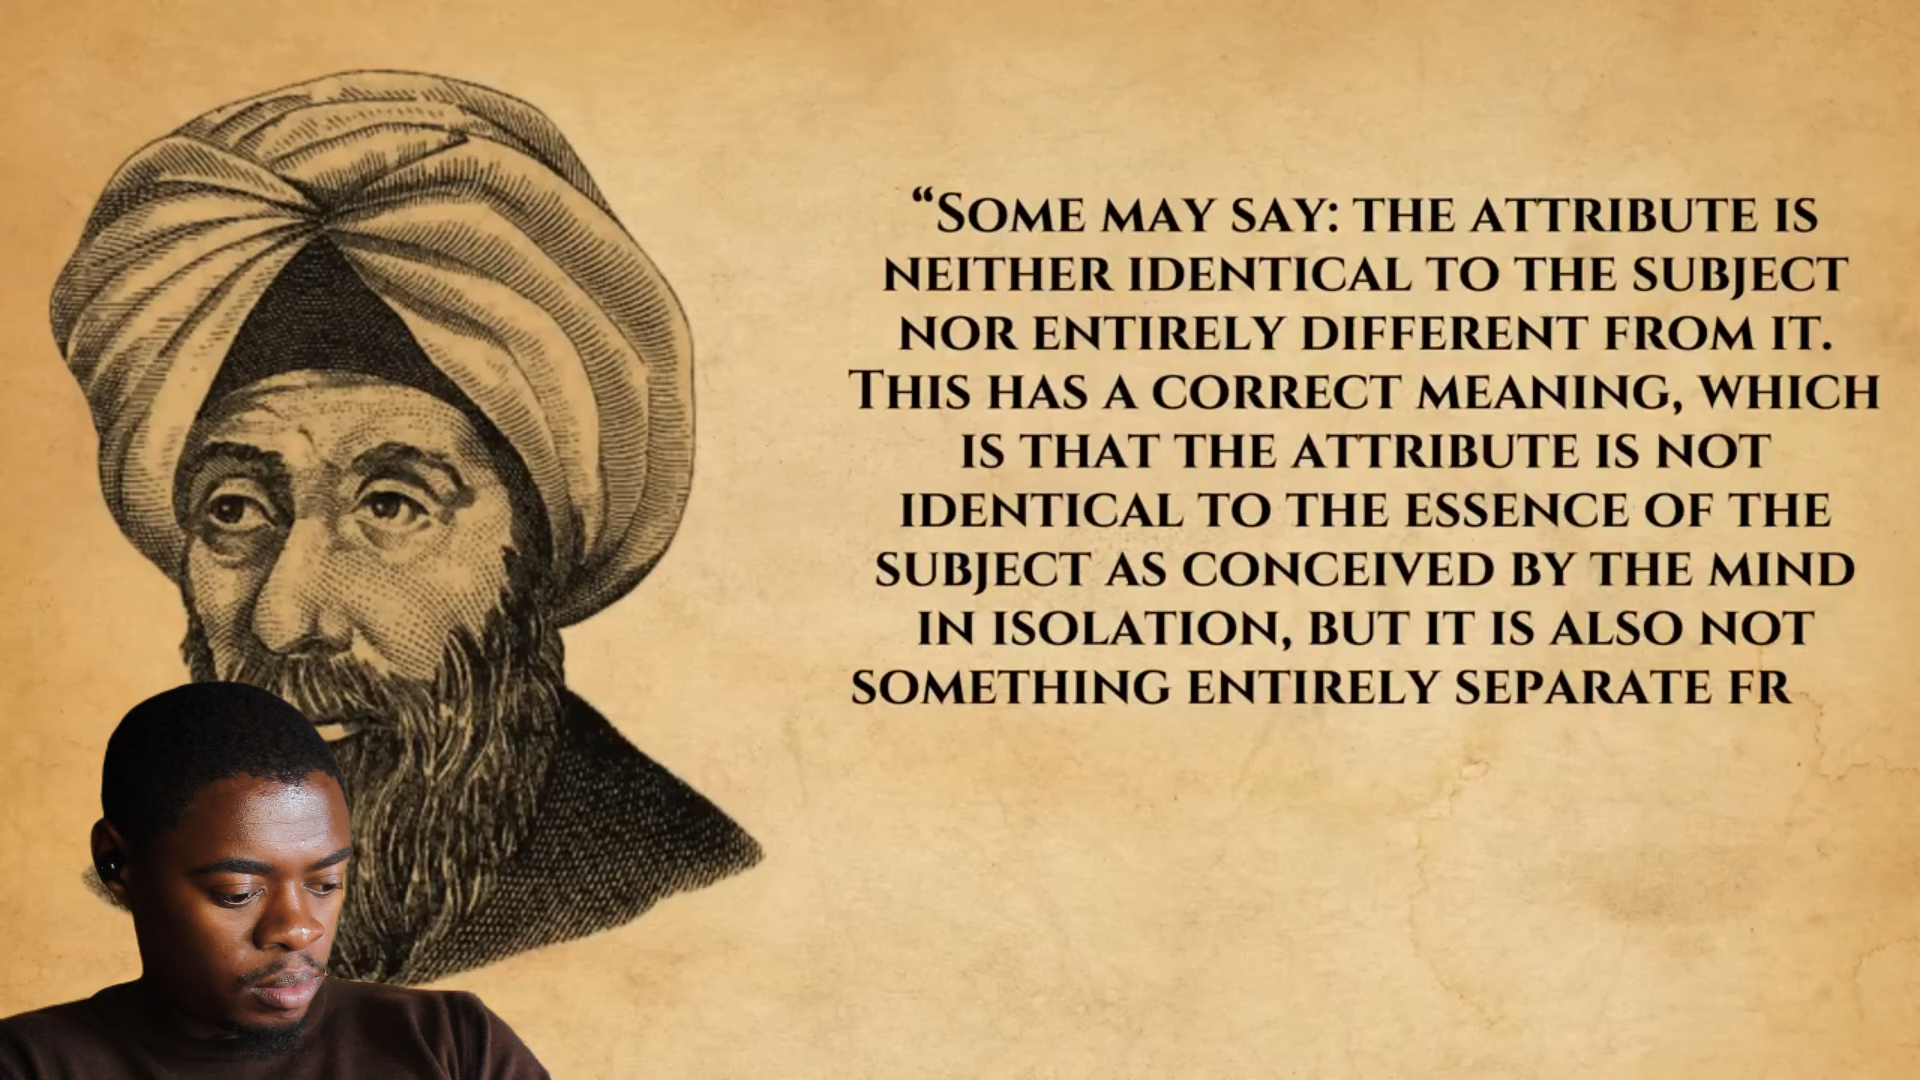 “SOME MAY SAY: THE ATTRIBUTE IS
NEITHER IDENTICAL TO THE SUBJECT
NOR ENTIRELY DIFFERENT FROM IT.
THIS HAS A CORRECT MEANING, WHICH
IS THAT THE ATTRIBUTE IS NOT
IDENTICAL TO THE ESSENCE OF THE
SUBJECT AS CONCEIVED BY THE MIND
IN ISOLATION, BUT IT IS ALSO NOT
SOMETHING ENTIRELY SEPARATE FR